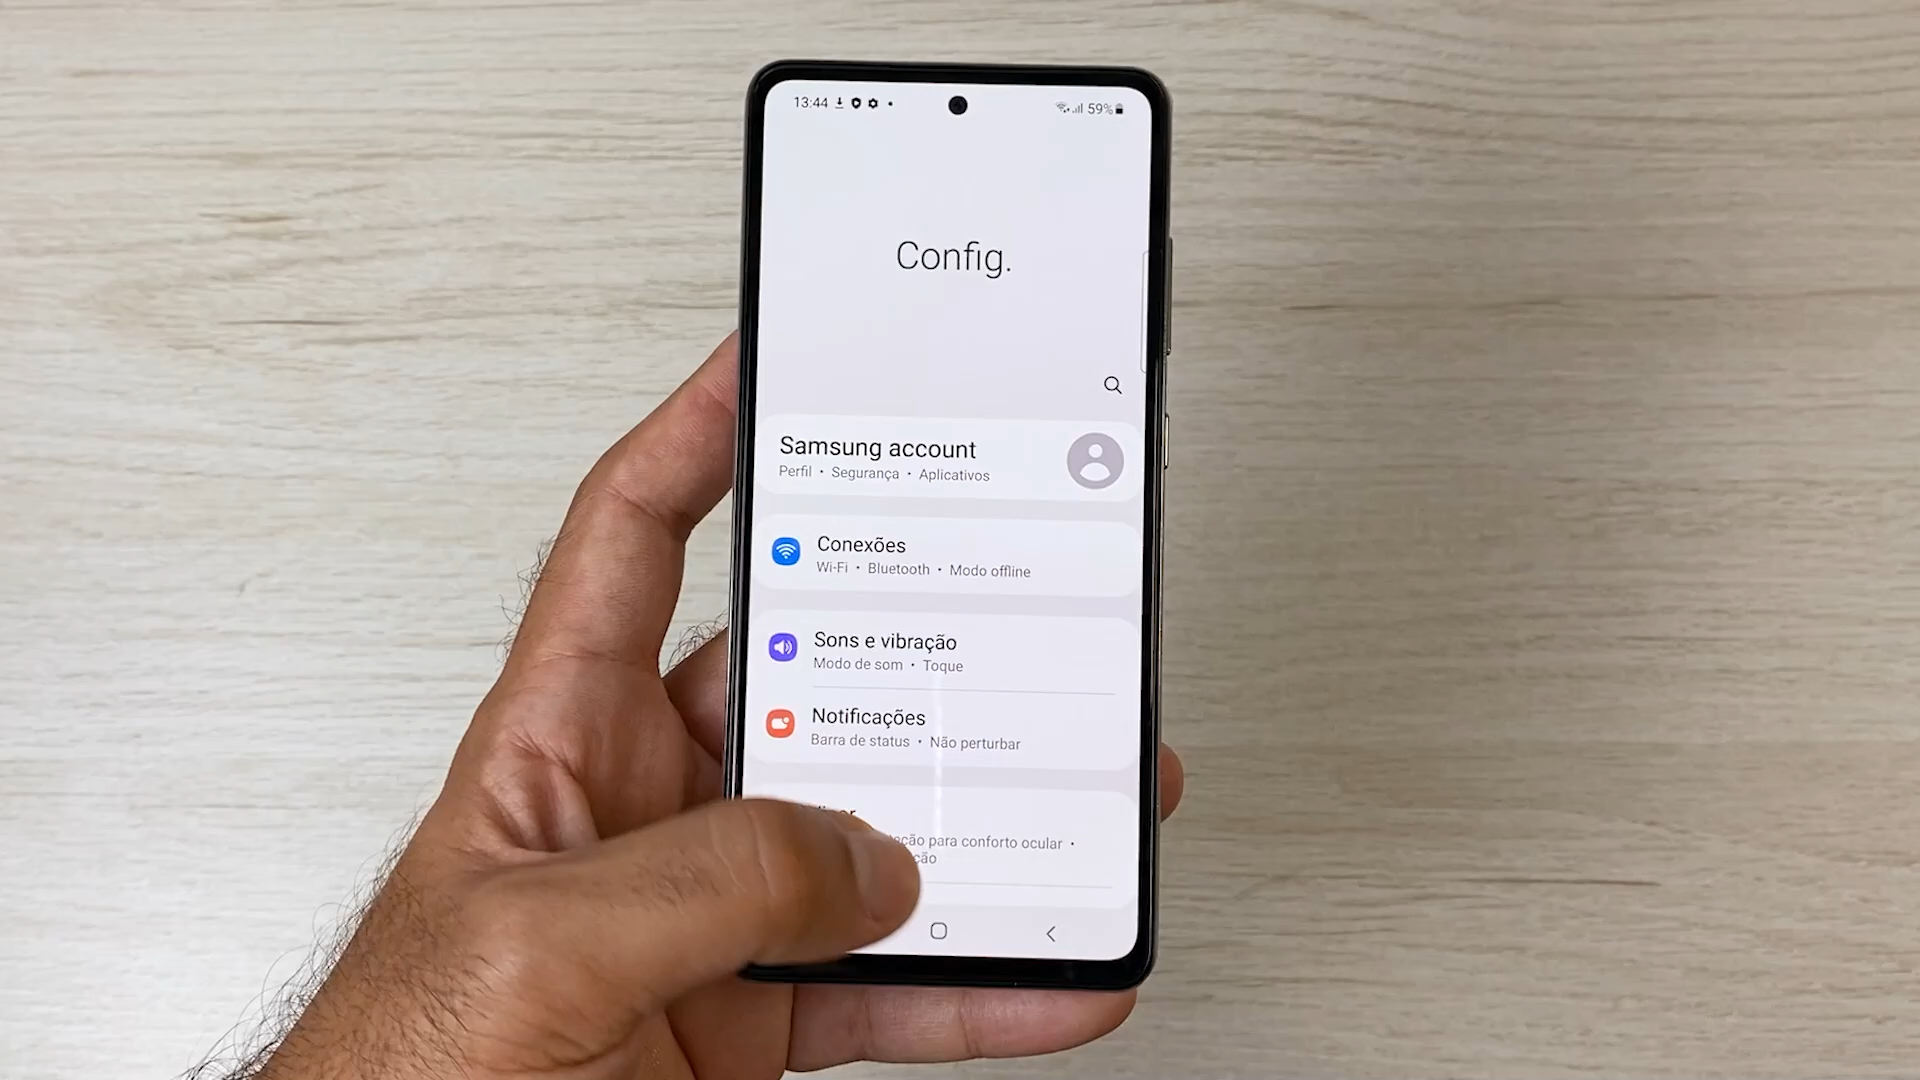 13:44
59%
Config.
Samsung account
Perfil • Segurança • Aplicativos
Conexões
Wi-Fi • Bluetooth • Modo offline
Sons e vibração
Modo de som • Toque
Notificações
Barra de status • Não perturbar
para conforto ocular •